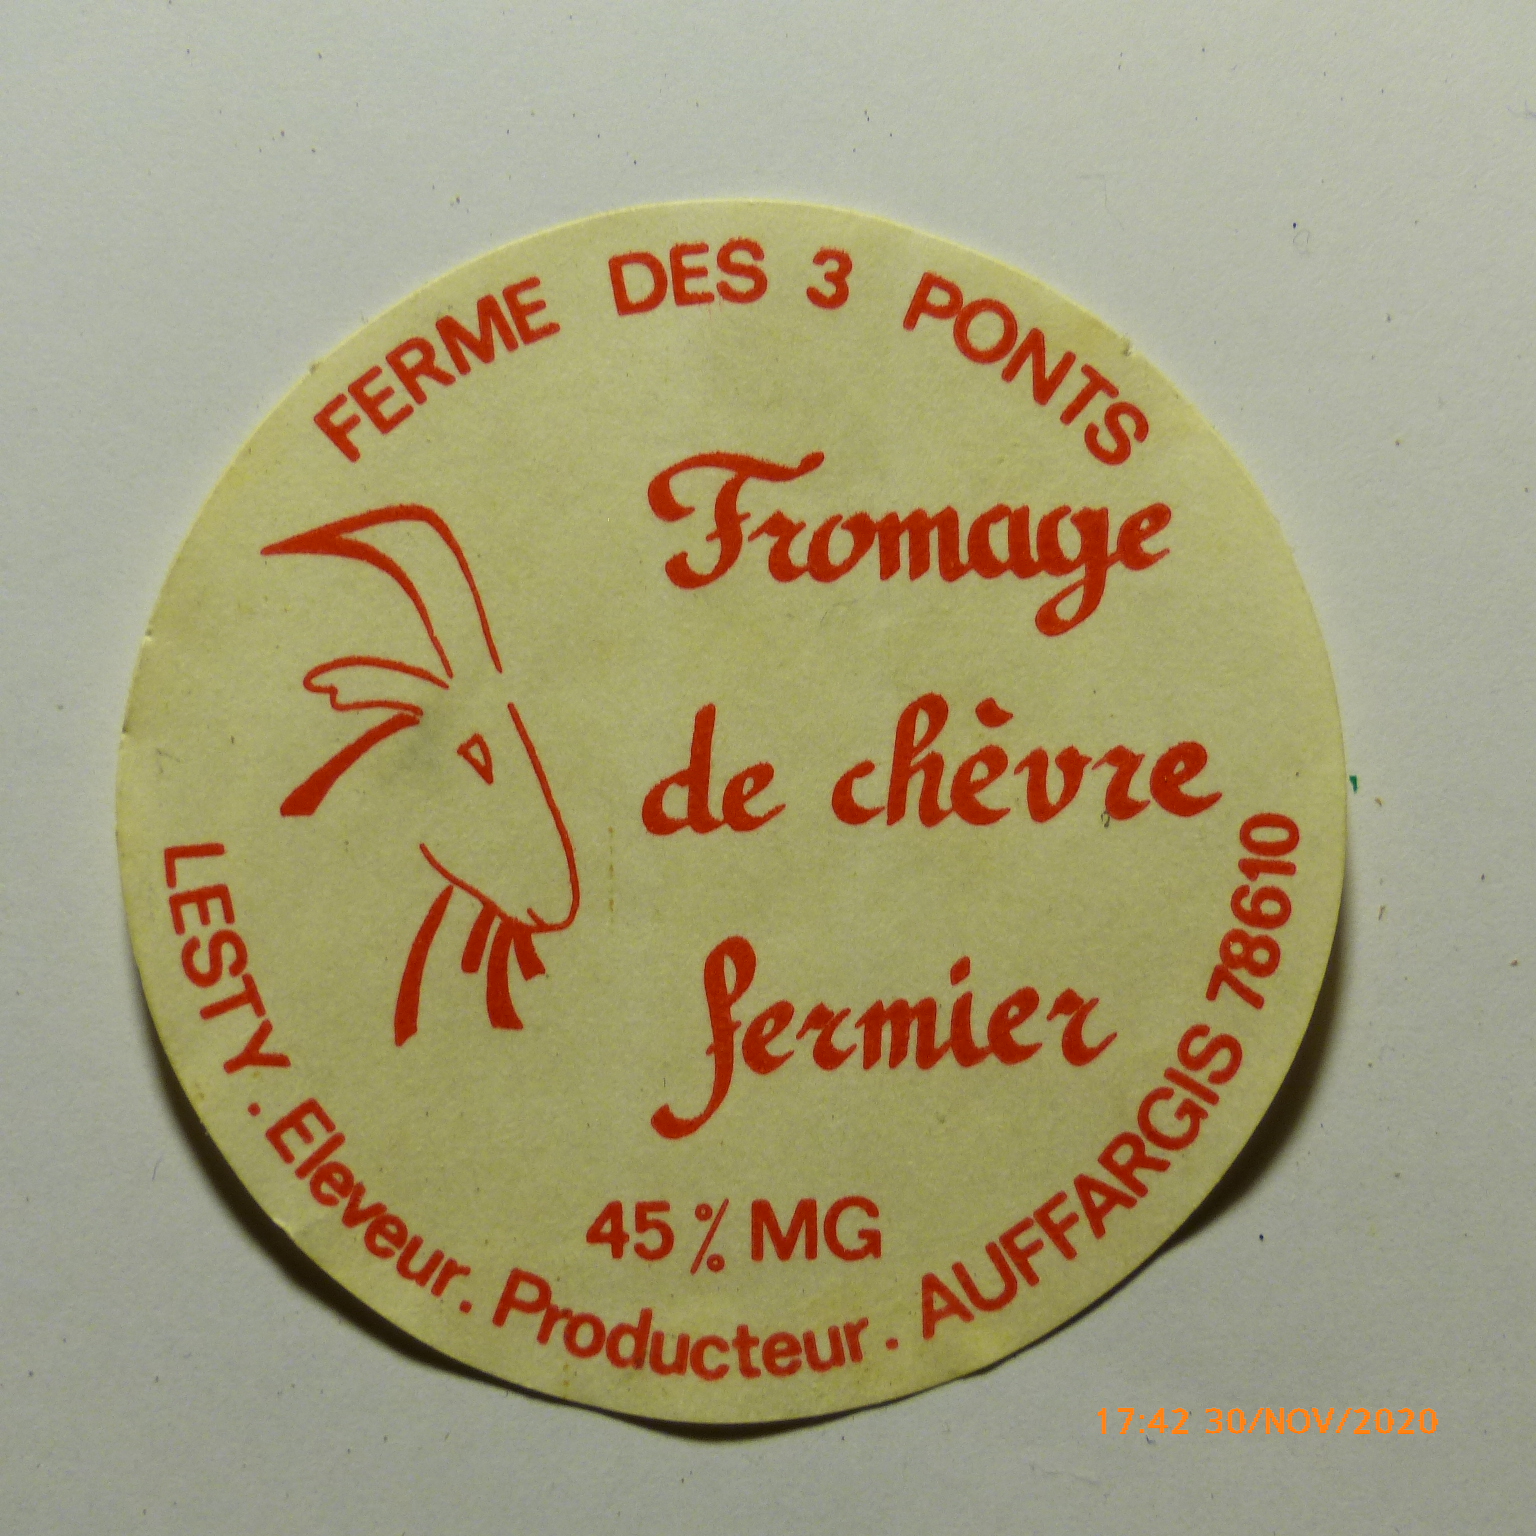 FERME DES 3 PONTS
Fromage
de chèvre
fermier
45% MG
LESTY . Eleveur . Producteur . AUFFARGIS 78610
17:42 30/NOV/2020